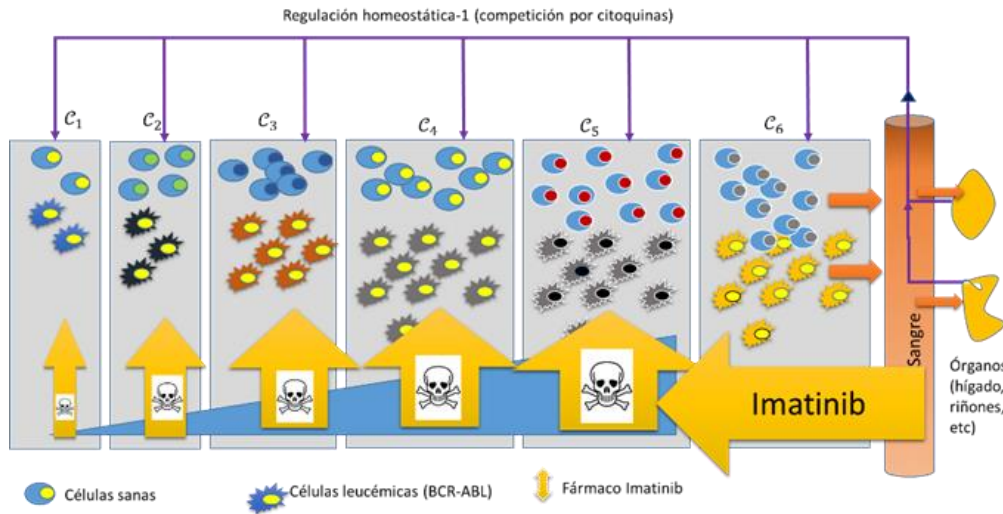 Regulación homeostática-1 (competición por citoquinas)
𝒞1
𝒞2
𝒞3
𝒞4
𝒞5
𝒞6
Imatinib
Sangre
Órganos
(hígado,
riñones,
etc)
Células sanas
Células leucémicas (BCR-ABL)
Fármaco Imatinib